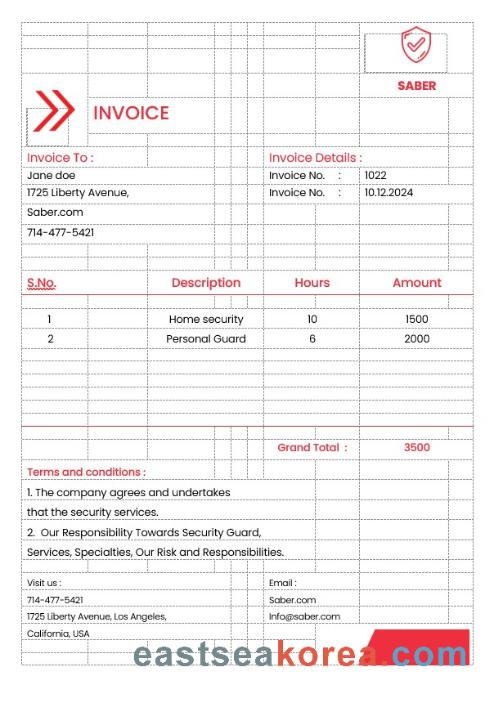 SABER
INVOICE
Invoice To :
Invoice Details :
Jane doe
Invoice No. : 1022
1725 Liberty Avenue,
Invoice No. : 10.12.2024
Saber.com
714-477-5421
S.No. Description Hours Amount
1 Home security 10 1500
2 Personal Guard 6 2000
Grand Total : 3500
Terms and conditions :
1. The company agrees and undertakes
that the security services.
2. Our Responsibility Towards Security Guard,
Services, Specialties, Our Risk and Responsibilities.
Visit us :
714-477-5421
1725 Liberty Avenue, Los Angeles,
California, USA
Email :
Saber.com
Info@saber.com
eastseakorea.com